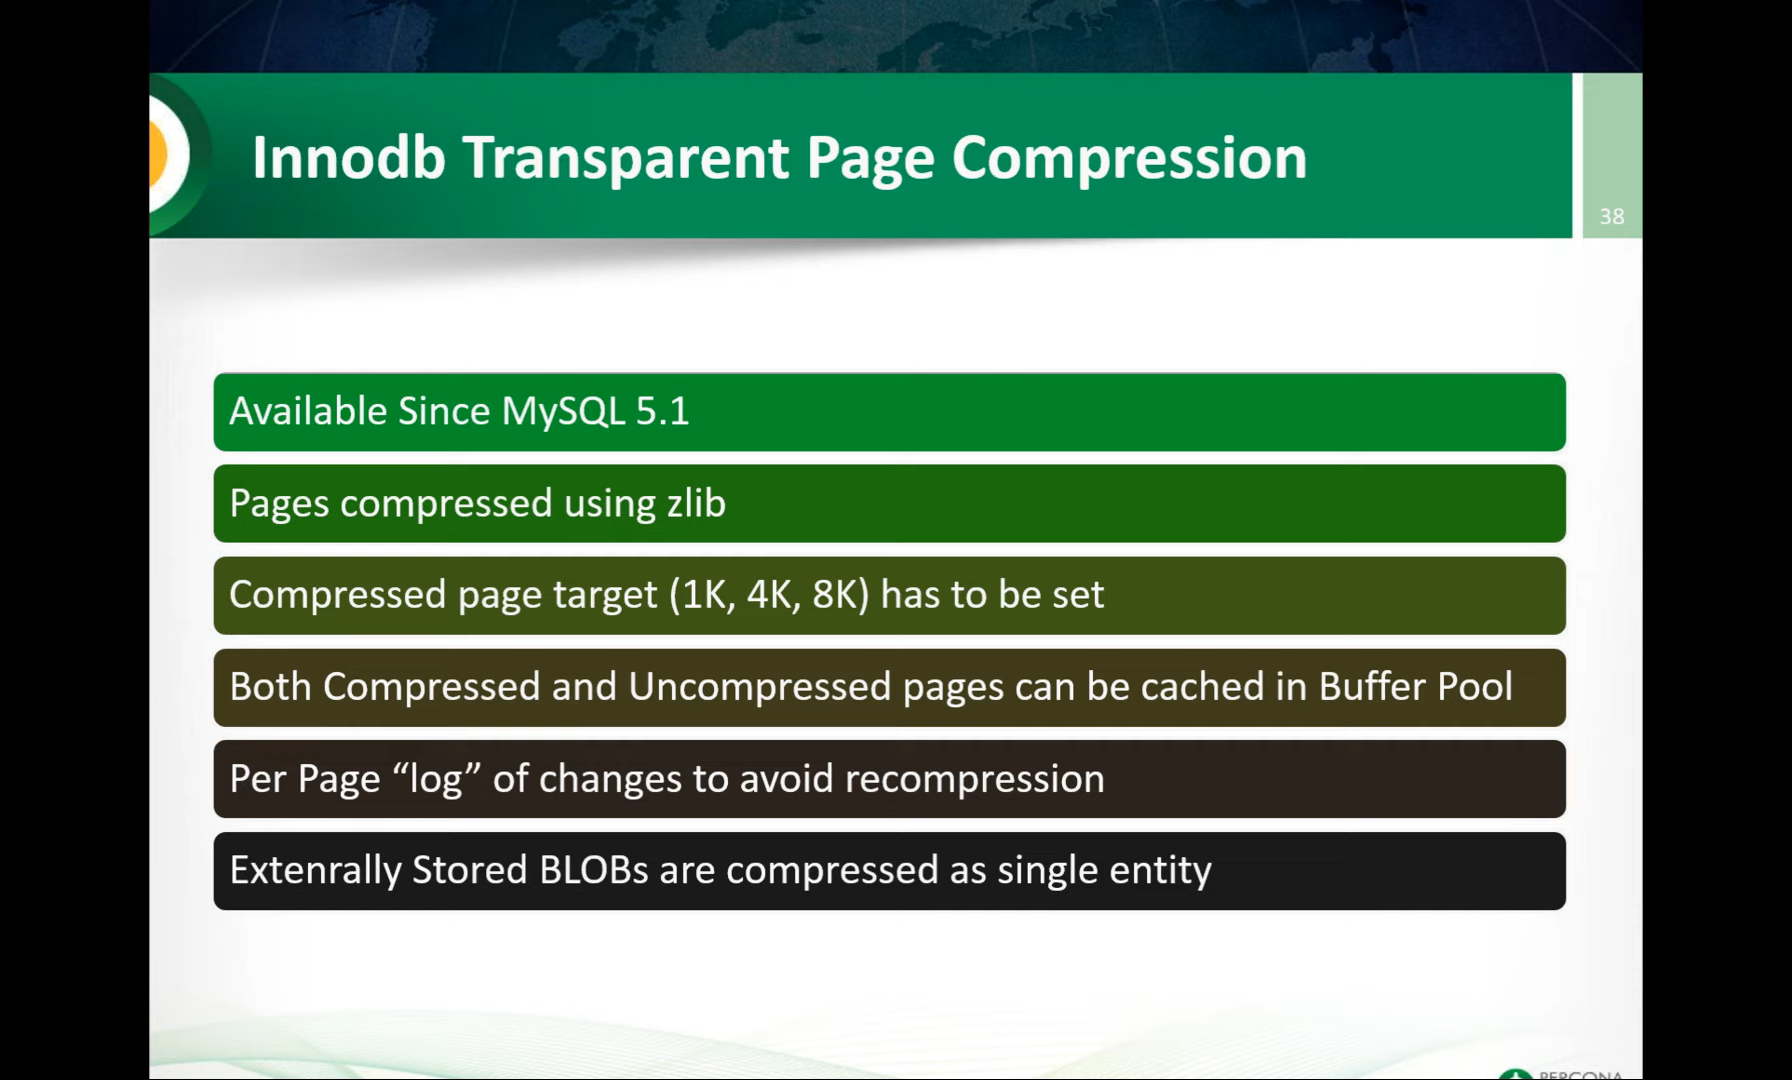 Innodb Transparent Page Compression
38
Available Since MySQL 5.1
Pages compressed using zlib
Compressed page target (1K, 4K, 8K) has to be set
Both Compressed and Uncompressed pages can be cached in Buffer Pool
Per Page “log” of changes to avoid recompression
Extenrally Stored BLOBs are compressed as single entity
PERCONA